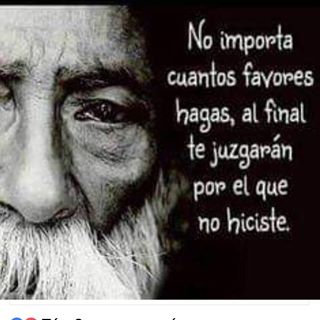 No importa
cuantos favores
hagas, al final
te juzgarán
por el que
no hiciste.